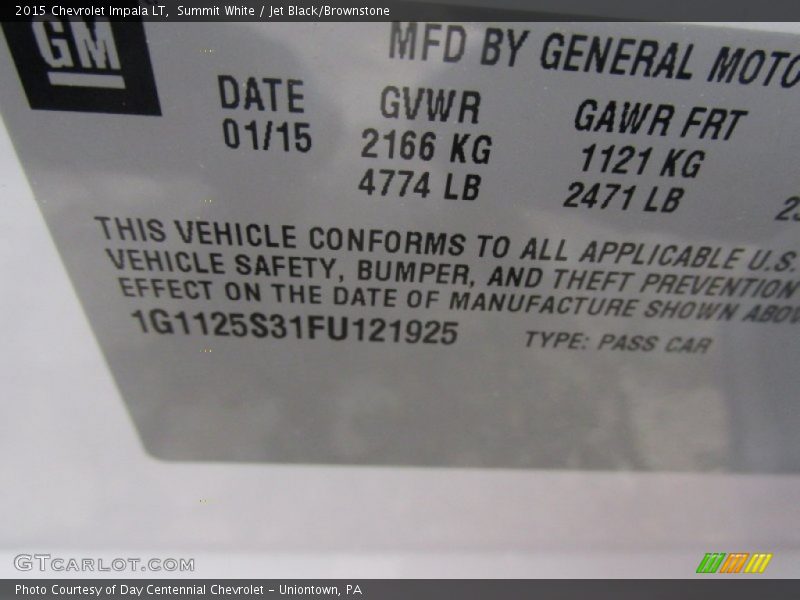 2015 Chevrolet Impala LT, Summit White / Jet Black/Brownstone
GM
MFD BY GENERAL MOTO
DATE GVWR GAWR FRT
01/15 2166 KG 1121 KG
4774 LB 2471 LB 23
THIS VEHICLE CONFORMS TO ALL APPLICABLE U.S.
VEHICLE SAFETY, BUMPER, AND THEFT PREVENTION
EFFECT ON THE DATE OF MANUFACTURE SHOWN ABOV
1G1125S31FU121925 TYPE: PASS CAR
GTCARLOT.COM
Photo Courtesy of Day Centennial Chevrolet - Uniontown, PA